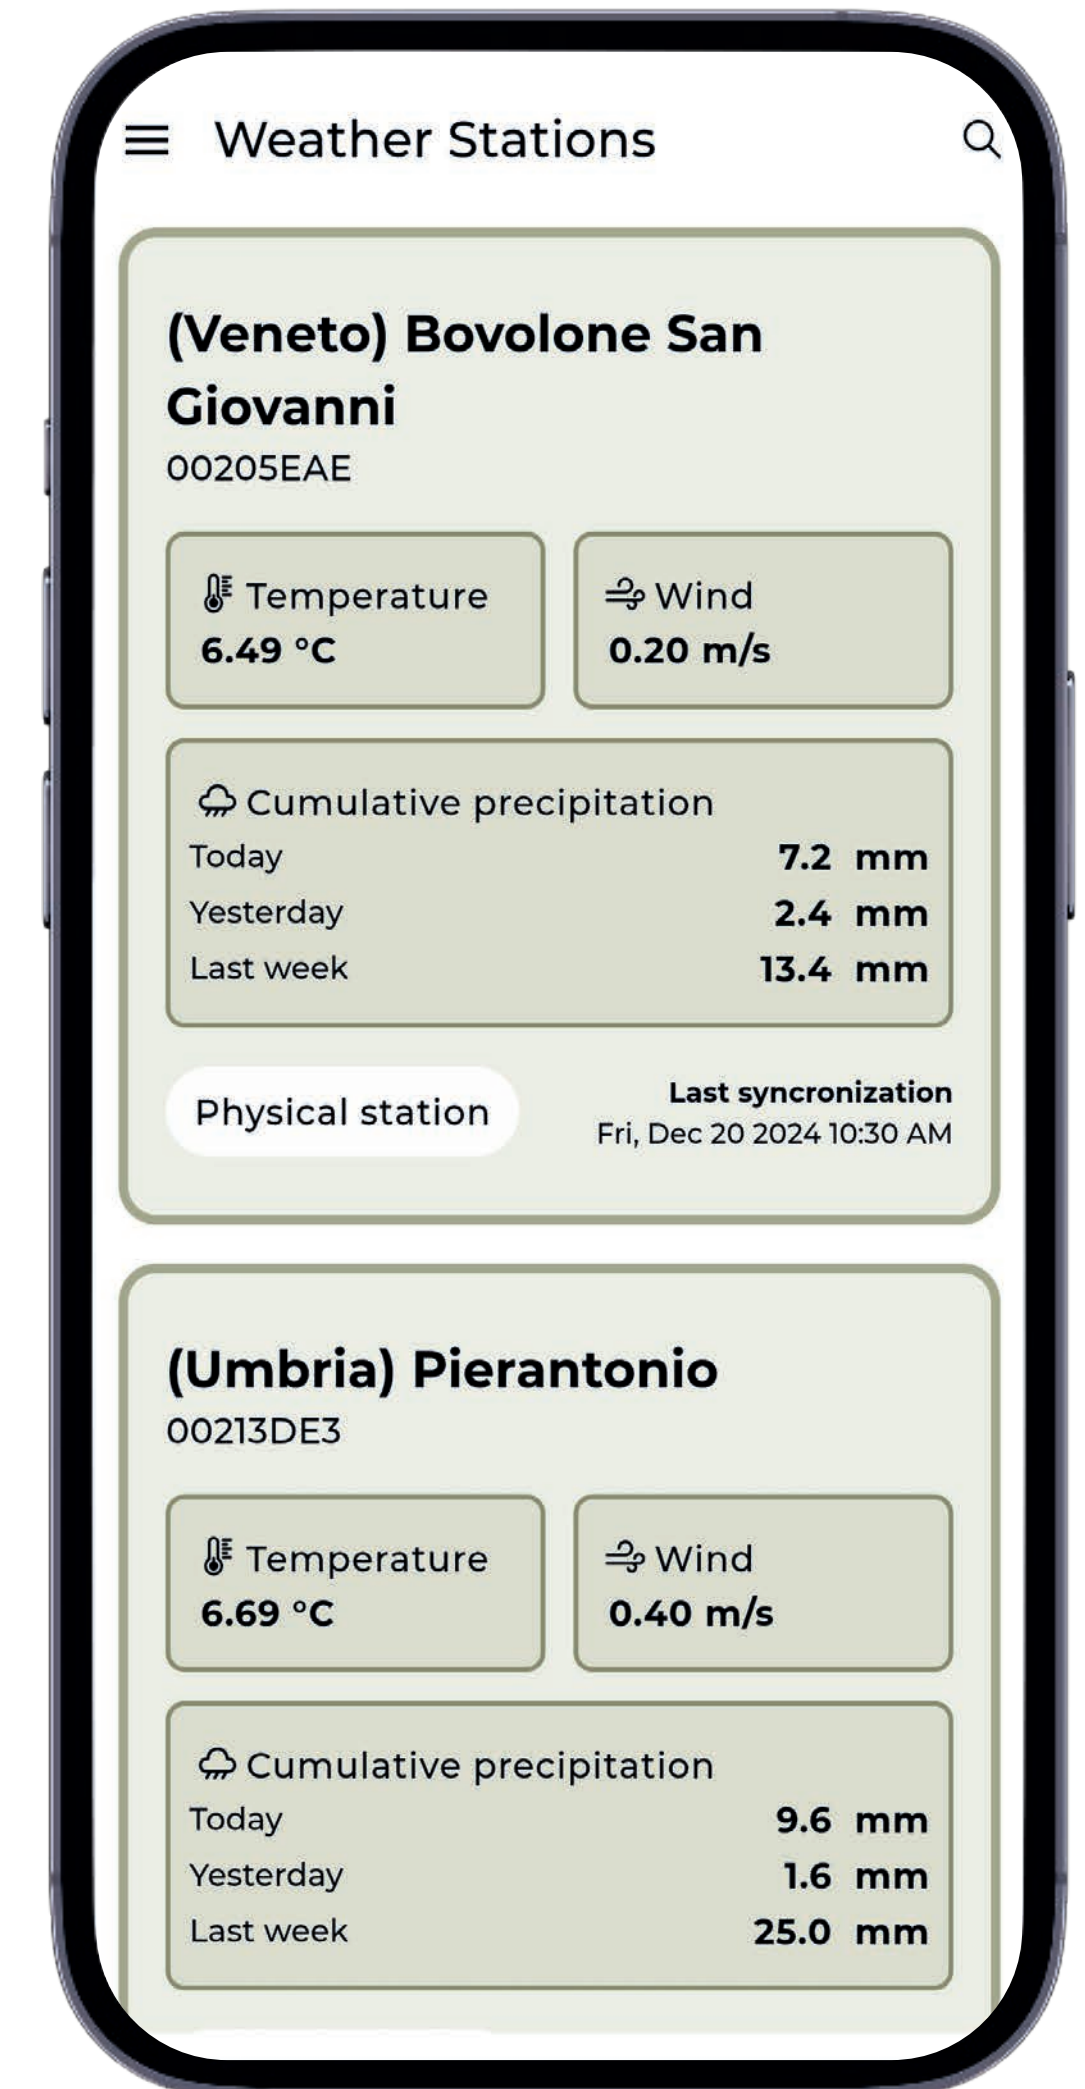 Weather Stations
(Veneto) Bovolone San
Giovanni
00205EAE
Temperature
6.49 °C
Wind
0.20 m/s
Cumulative precipitation
Today 7.2 mm
Yesterday 2.4 mm
Last week 13.4 mm
Physical station
Last syncronization
Fri, Dec 20 2024 10:30 AM
(Umbria) Pierantonio
00213DE3
Temperature
6.69 °C
Wind
0.40 m/s
Cumulative precipitation
Today 9.6 mm
Yesterday 1.6 mm
Last week 25.0 mm